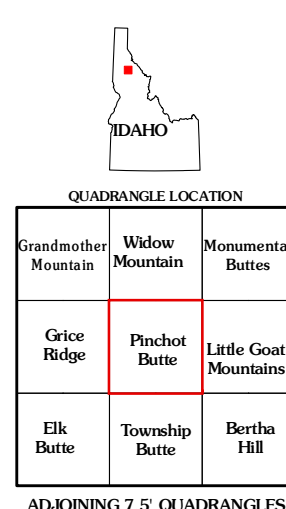 IDAHO
QUADRANGLE LOCATION
Grandmother Mountain
Widow Mountain
Monumental Buttes
Grice Ridge
Pinchot Butte
Little Goat Mountains
Elk Butte
Township Butte
Bertha Hill
ADJOINING 7.5' QUADRANGLES